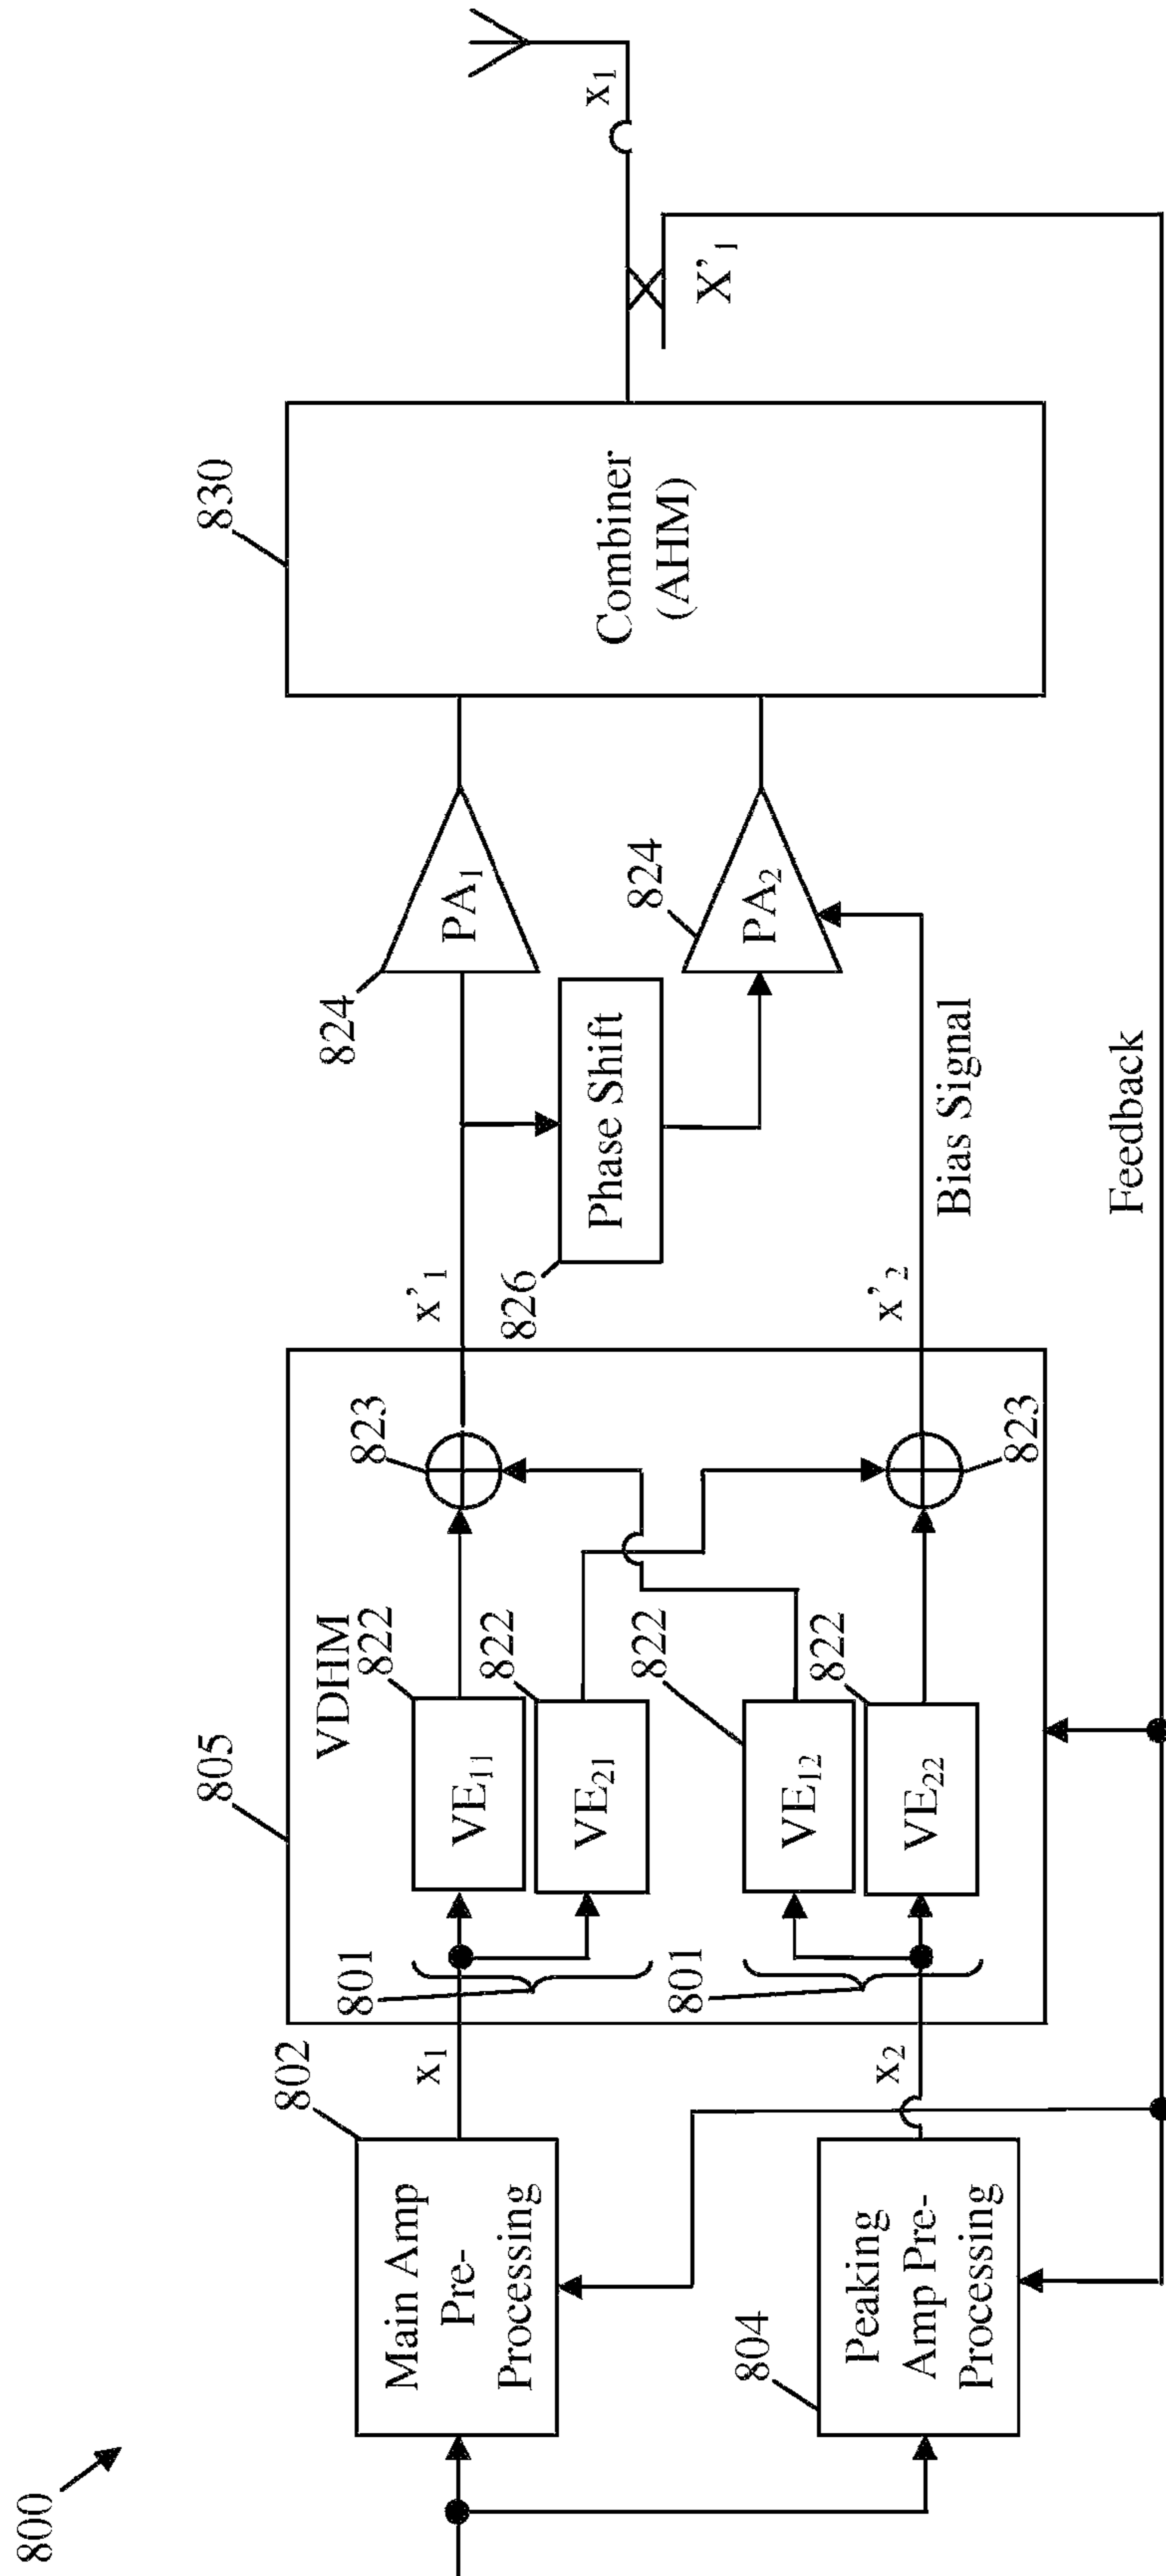 800
802
Main Amp
Pre-
Processing
804
Peaking
Amp Pre-
Processing
x1
x2
805
VDHM
801
801
822
VE11
822
VE21
822
VE12
822
VE22
823
823
x’1
x’2
826
Phase Shift
824
PA1
824
PA2
Bias Signal
830
Combiner
(AHM)
x1
X’1
Feedback